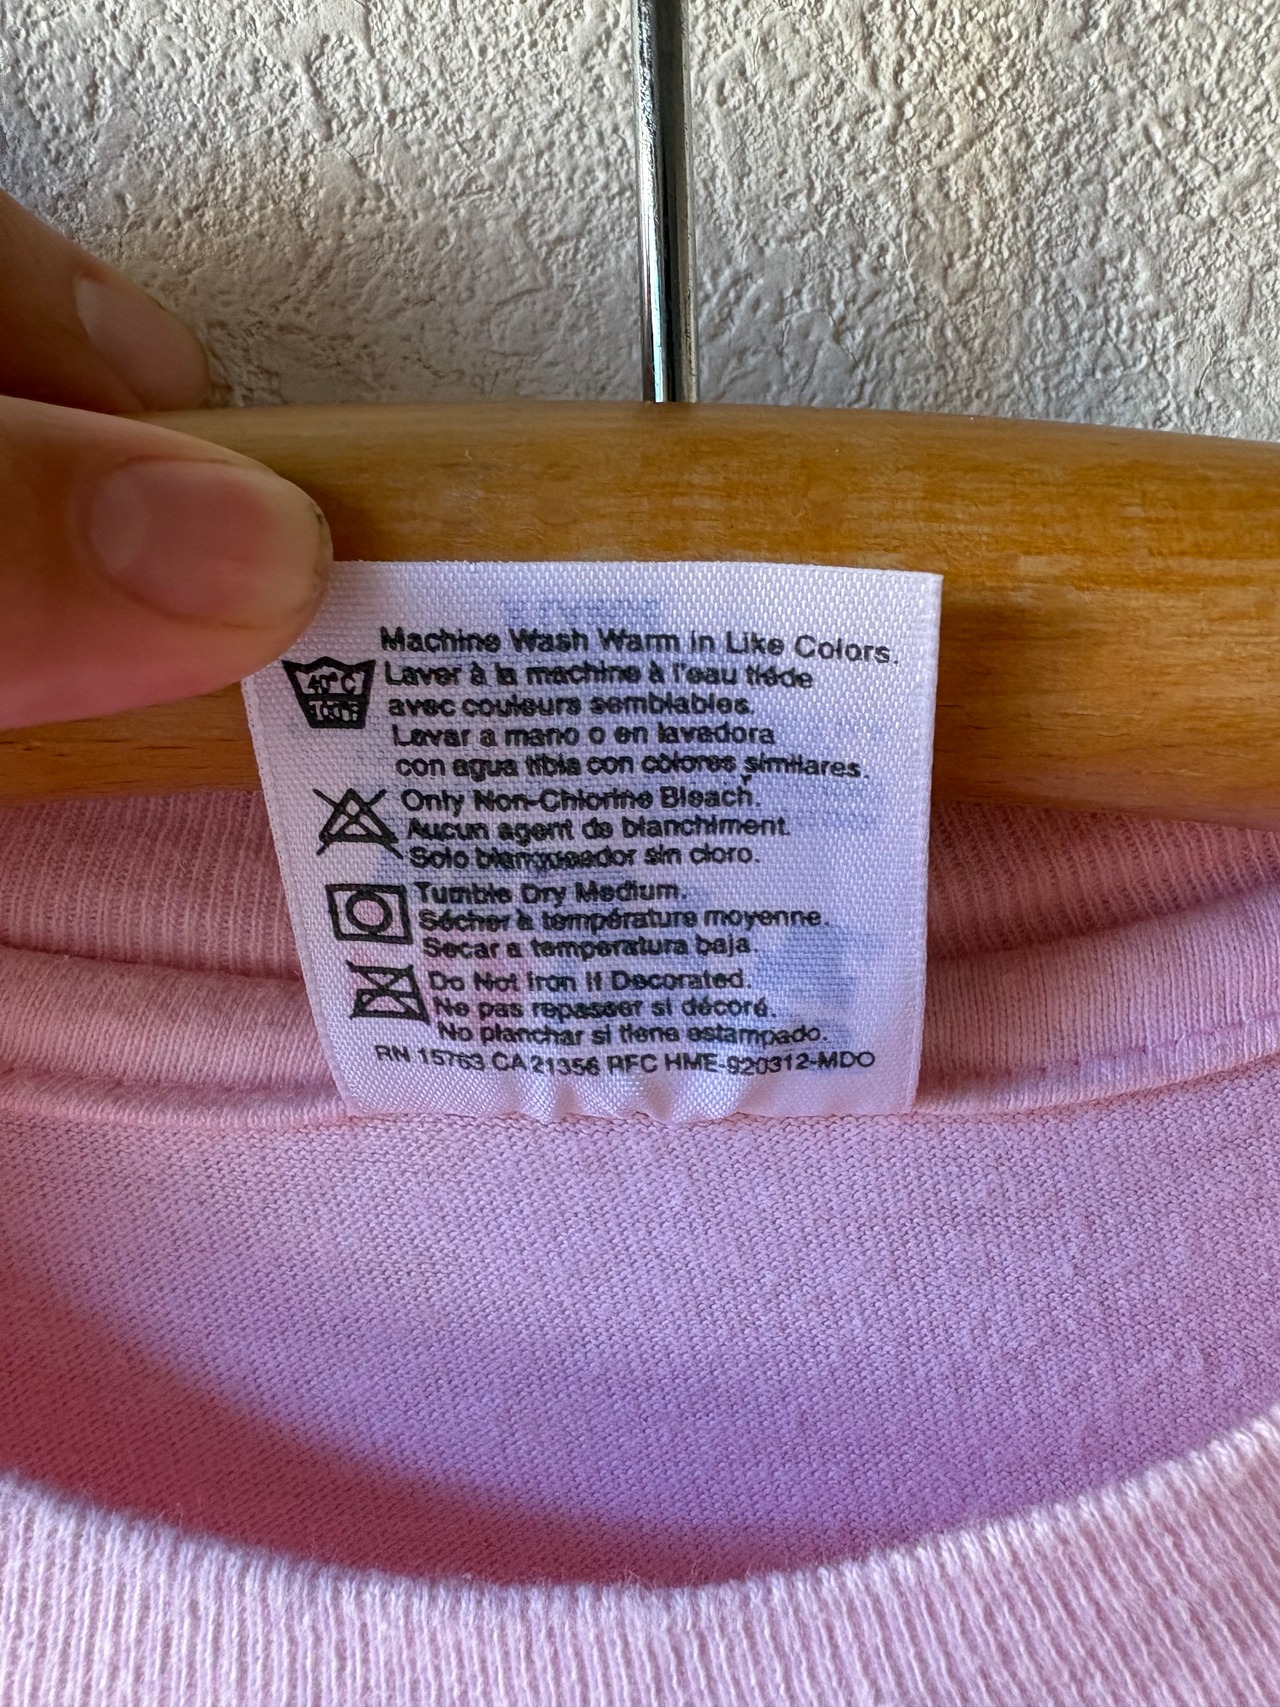 Machine Wash Warm in Like Colors.
40°C
Laver à la machine à l'eau tiède
avec couleurs semblables.
Lavar a mano o en lavadora
con agua tibia con colores similares.
Only Non-Chlorine Bleach.
Aucun agent de blanchiment.
Solo blanqueador sin cloro.
Tumble Dry Medium.
Sécher à température moyenne.
Secar a temperatura baja.
Do Not Iron If Decorated.
Ne pas repasser si décoré.
No planchar si tiene estampado.
RN 15763 CA 21356 RFC HME-920312-MDO